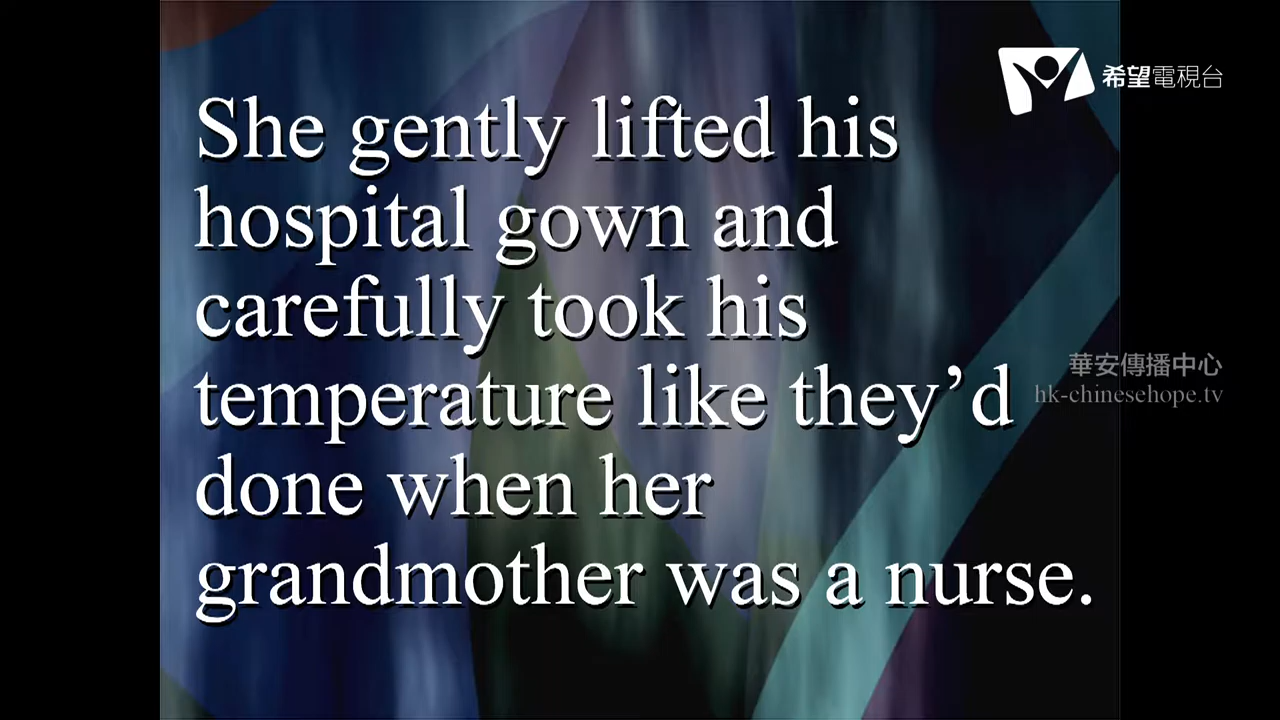 希望電視台
She gently lifted his
hospital gown and
carefully took his
temperature like they’d
done when her
grandmother was a nurse.
華安傳播中心
hk-chinesehope.tv